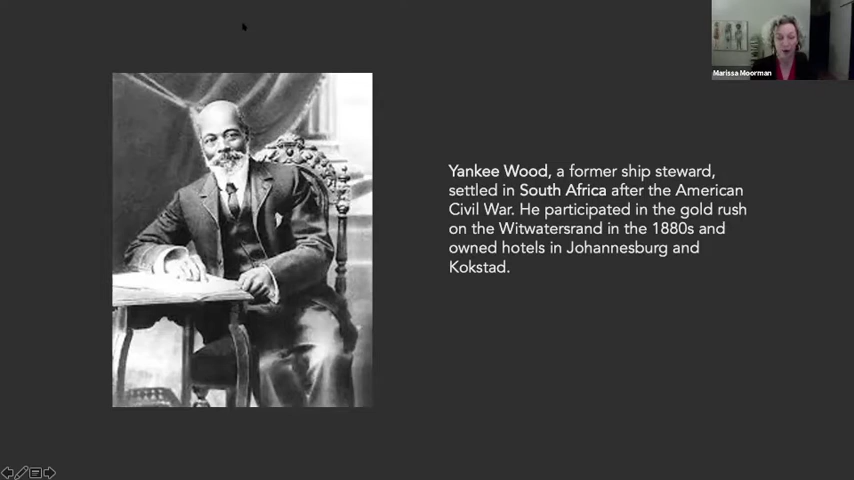 Marissa Moorman
Yankee Wood, a former ship steward,
settled in South Africa after the American
Civil War. He participated in the gold rush
on the Witwatersrand in the 1880s and
owned hotels in Johannesburg and
Kokstad.